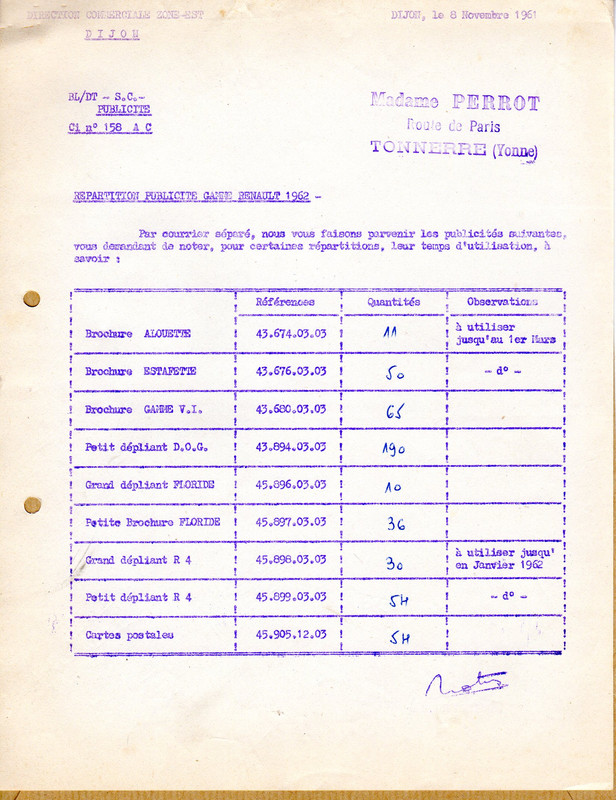 DIRECTION COMMERCIALE ZONE-EST
DIJON, le 8 Novembre 1961
DIJON
BL/DT - S.C.-
PUBLICITE
Ci n° 158 A C
Madame PERROT
Route de Paris
TONNERRE (Yonne)
REPARTITION PUBLICITE GAMME RENAULT 1962 -
Par courrier séparé, nous vous faisons parvenir les publicités suivantes,
vous demandant de noter, pour certaines répartitions, leur temps d'utilisation, à
savoir :
Références Quantités Observations
Brochure ALOUETTE 43.674.03.03 11 à utiliser
jusqu'au 1er Mars
Brochure ESTAFETTE 43.676.03.03 50 - d° -
Brochure GAMME V.I. 43.680.03.03 65
Petit dépliant D.O.G. 43.894.03.03 190
Grand dépliant FLORIDE 45.896.03.03 10
Petite Brochure FLORIDE 45.897.03.03 36
Grand dépliant R 4 45.898.03.03 30 à utiliser jusqu'
en Janvier 1962
Petit dépliant R 4 45.899.03.03 54 - d° -
Cartes postales 45.905.12.03 54